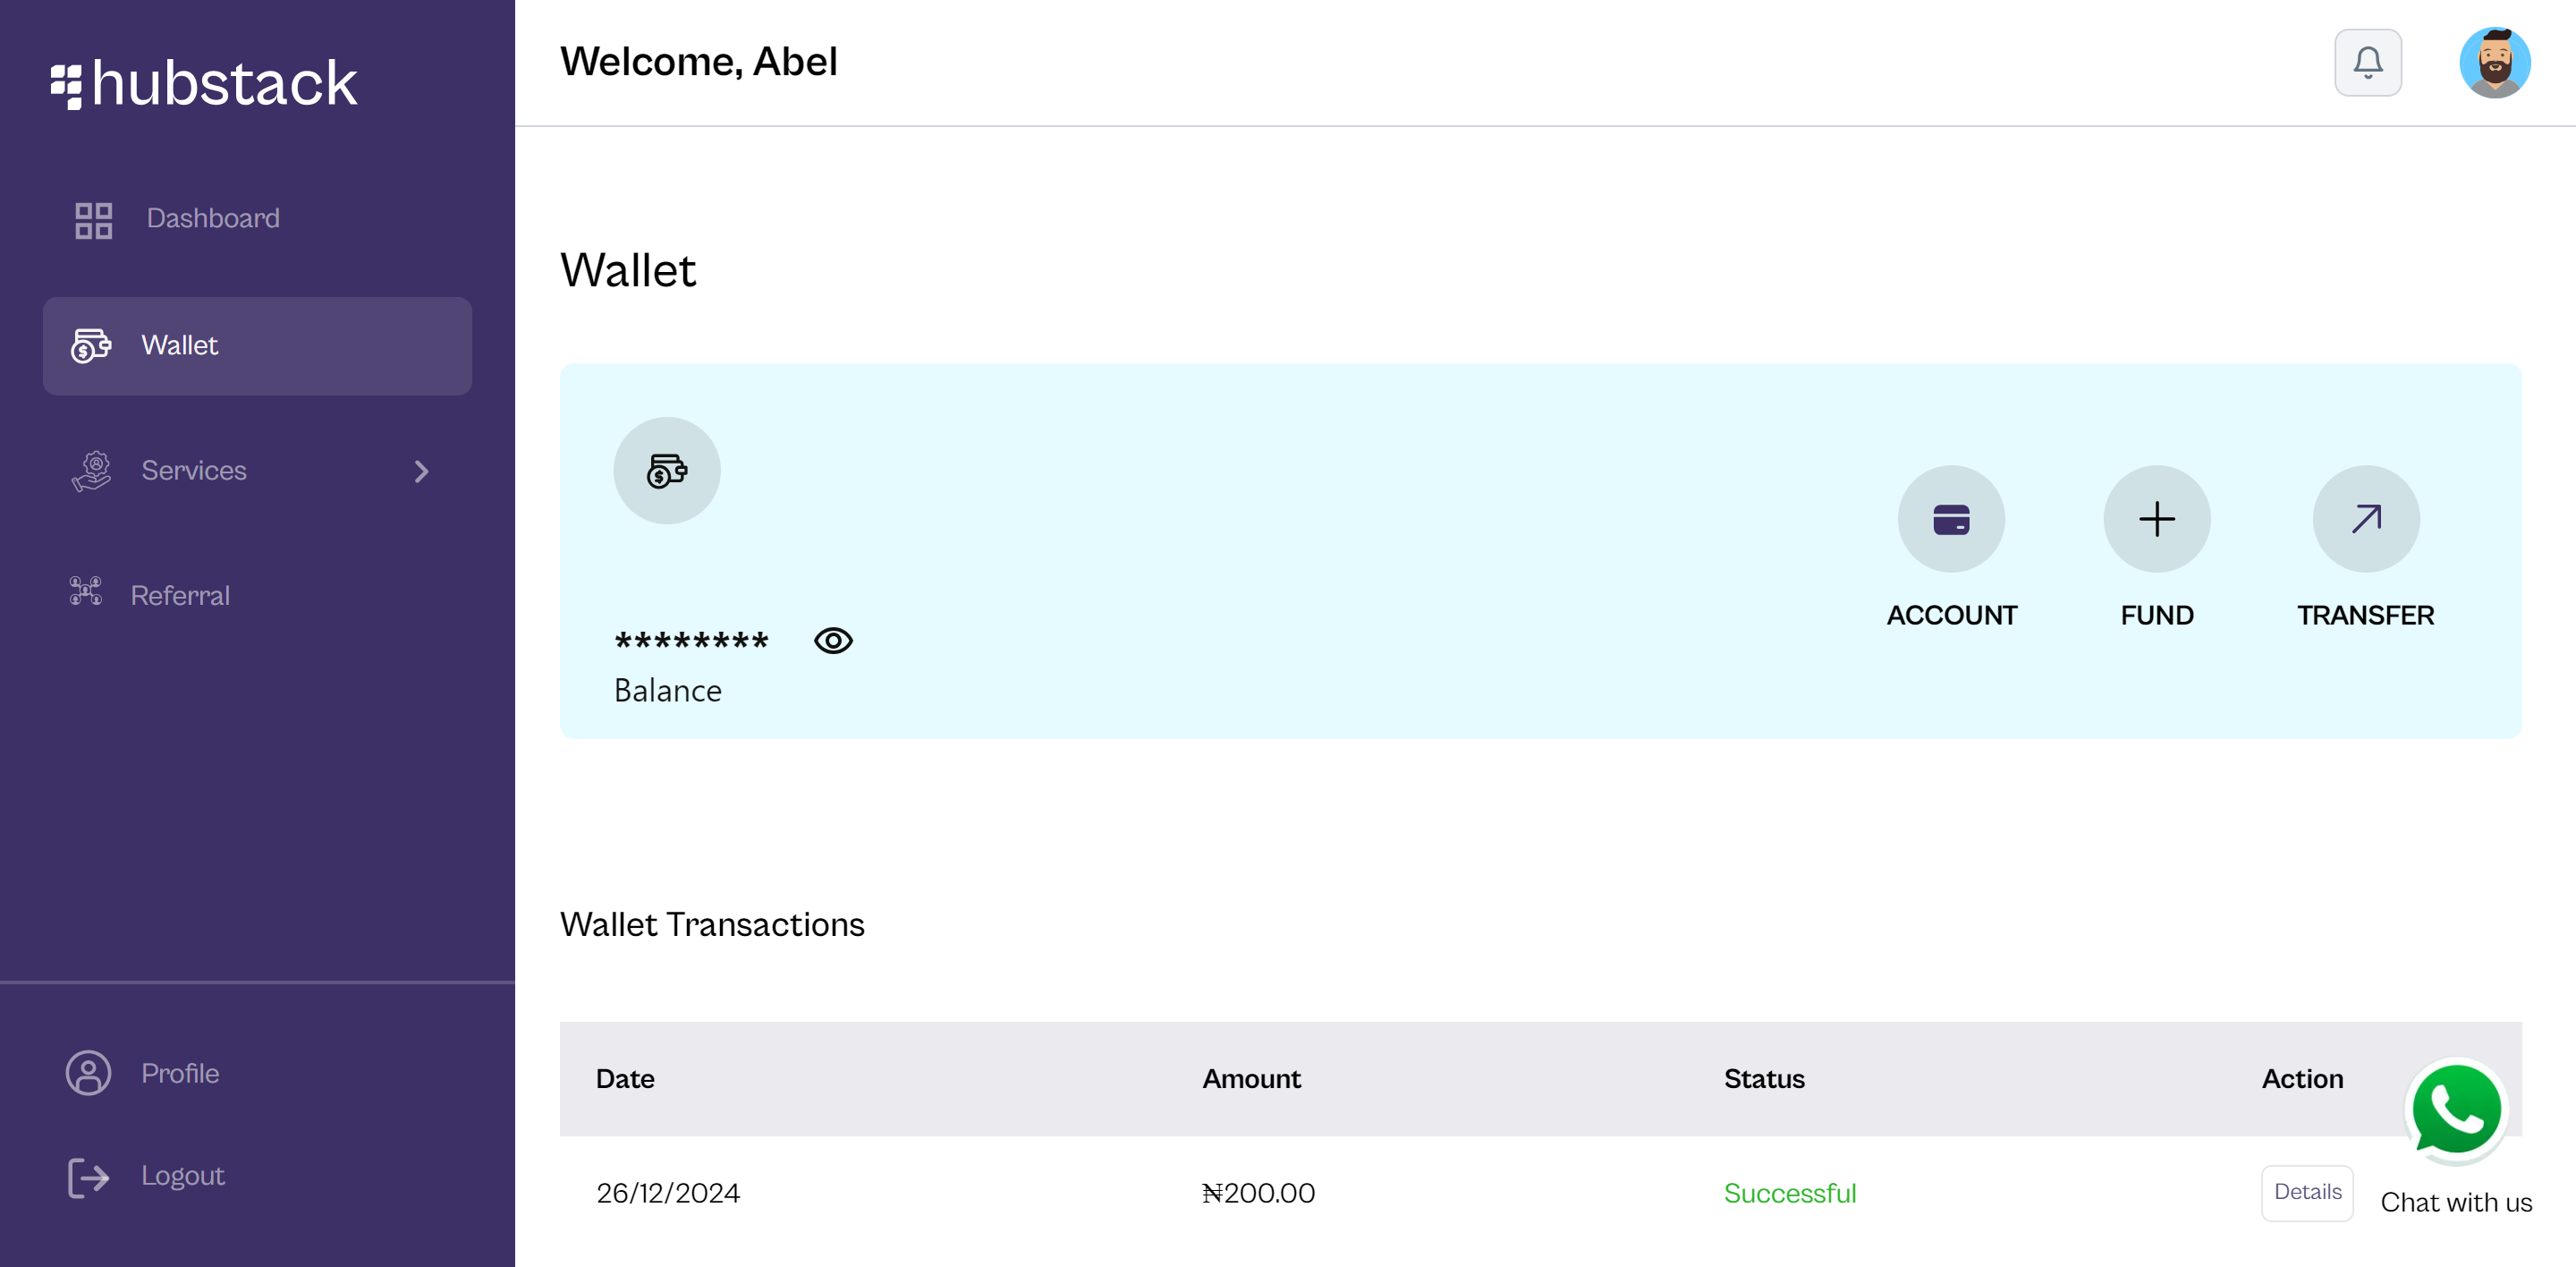 hubstack
Welcome, Abel
Dashboard
Wallet
Services
Referral
Profile
Logout
Wallet
********
Balance
ACCOUNT
FUND
TRANSFER
Wallet Transactions
Date Amount Status Action
26/12/2024 ₦200.00 Successful Details
Chat with us